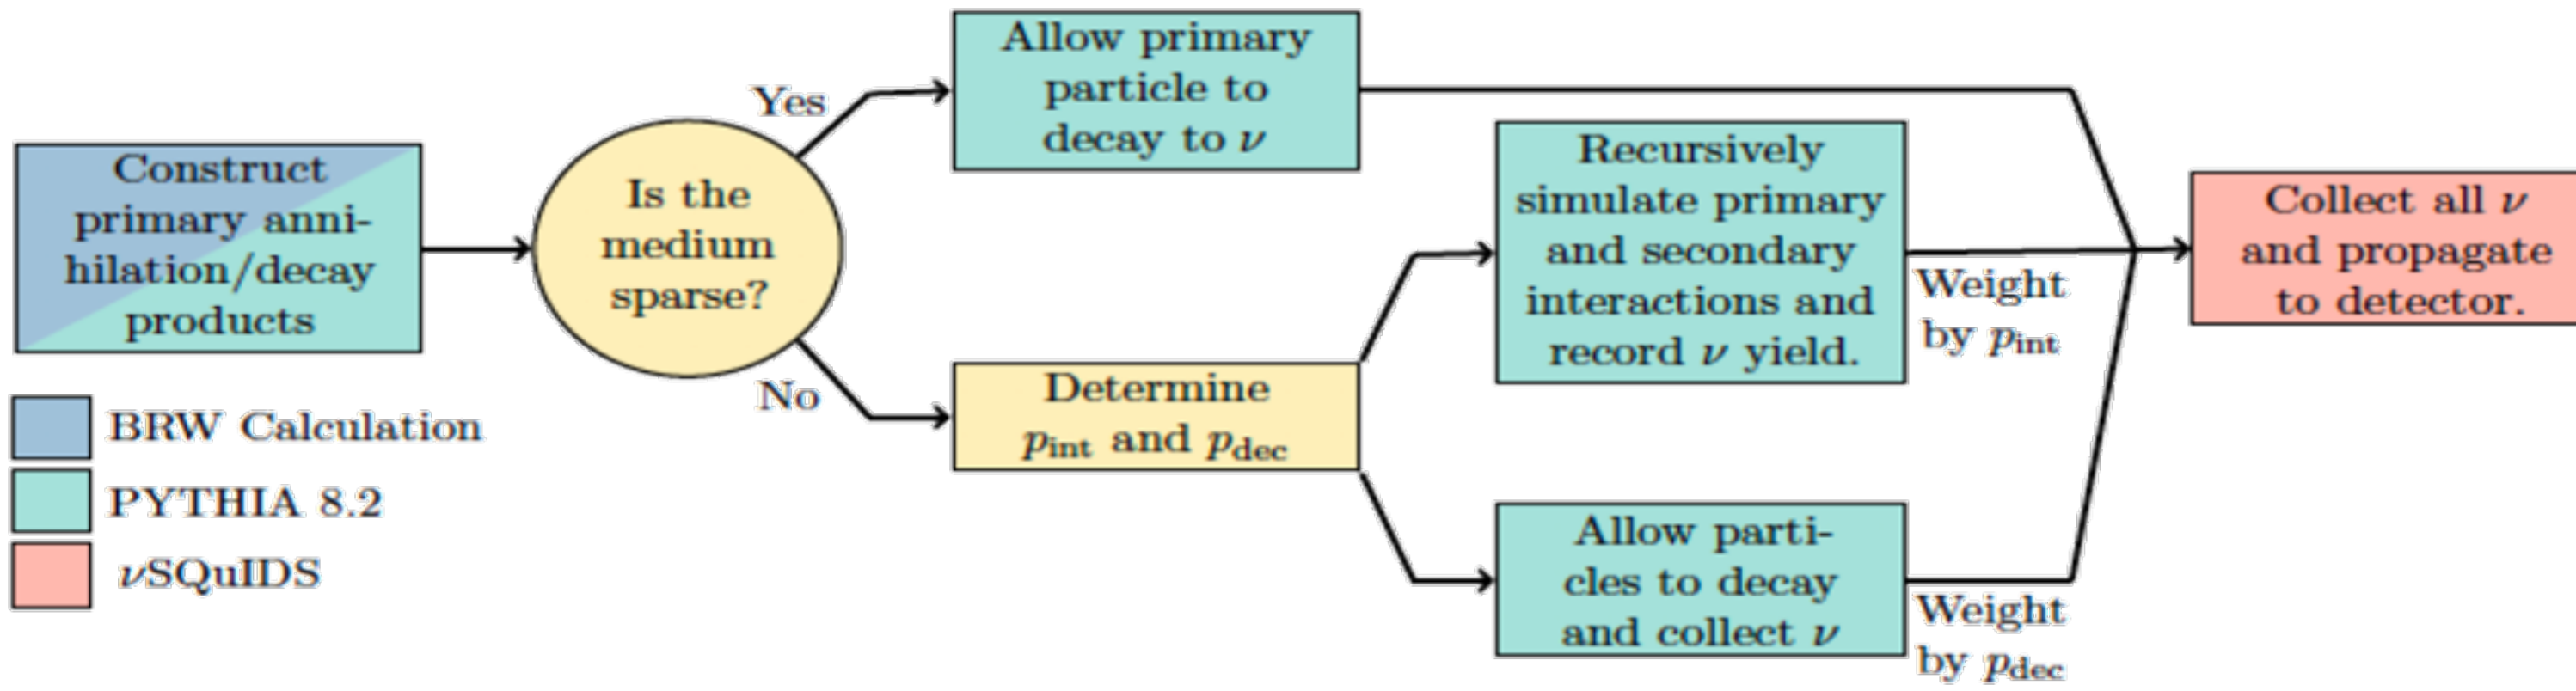 Construct
primary anni-
hilation/decay
products
Is the
medium
sparse?
Yes
No
Allow primary
particle to
decay to ν
Determine
p_int and p_dec
Recursively
simulate primary
and secondary
interactions and
record ν yield.
Weight
by p_int
Allow parti-
cles to decay
and collect ν
Weight
by p_dec
Collect all ν
and propagate
to detector.
BRW Calculation
PYTHIA 8.2
νSQuIDS